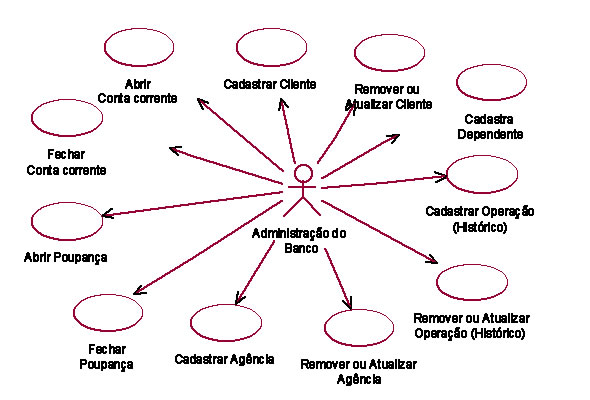 Abrir
Conta corrente
Cadastrar Cliente
Remover ou
Atualizar Cliente
Cadastra
Dependente
Fechar
Conta corrente
Cadastrar Operação
(Histórico)
Abrir Poupança
Administração do
Banco
Remover ou Atualizar
Operação (Histórico)
Fechar
Poupança
Cadastrar Agência
Remover ou Atualizar
Agência